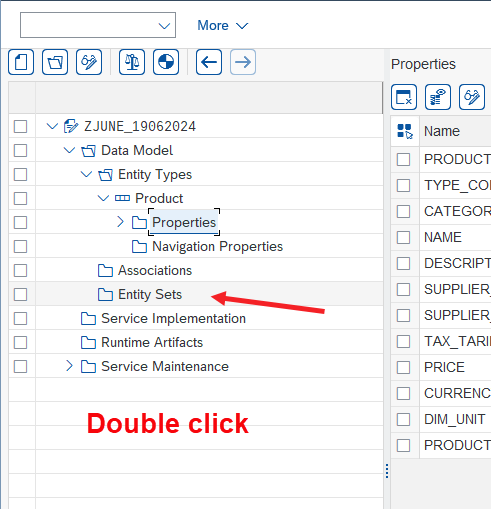 More
Properties
ZJUNE_19062024
Data Model
Entity Types
Product
Properties
Navigation Properties
Associations
Entity Sets
Service Implementation
Runtime Artifacts
Service Maintenance
Double click
Name
PRODUCT
TYPE_CO
CATEGOR
NAME
DESCRIPT
SUPPLIER_
SUPPLIER_
TAX_TARI
PRICE
CURRENC
DIM_UNIT
PRODUCT